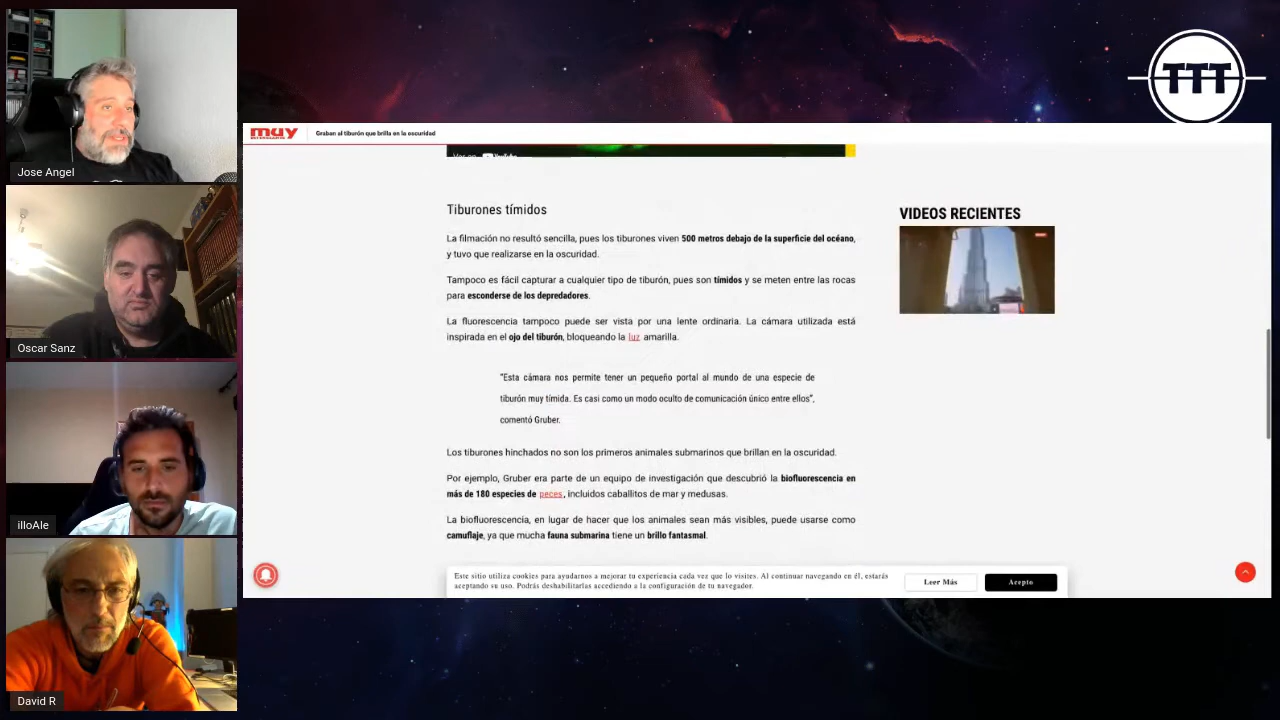 TTT
muy
Graban al tiburón que brilla en la oscuridad
Ver en YouTube
Jose Angel
Oscar Sanz
illoAle
David R
Tiburones tímidos
La filmación no resultó sencilla, pues los tiburones viven 500 metros debajo de la superficie del océano,
y tuvo que realizarse en la oscuridad.
Tampoco es fácil capturar a cualquier tipo de tiburón, pues son tímidos y se meten entre las rocas
para esconderse de los depredadores.
La fluorescencia tampoco puede ser vista por una lente ordinaria. La cámara utilizada está
inspirada en el ojo del tiburón, bloqueando la luz amarilla.
"Esta cámara nos permite tener un pequeño portal al mundo de una especie de
tiburón muy tímida. Es casi como un modo oculto de comunicación único entre ellos",
comentó Gruber.
Los tiburones hinchados no son los primeros animales submarinos que brillan en la oscuridad.
Por ejemplo, Gruber era parte de un equipo de investigación que descubrió la biofluorescencia en
más de 180 especies de peces, incluidos caballitos de mar y medusas.
La biofluorescencia, en lugar de hacer que los animales sean más visibles, puede usarse como
camuflaje, ya que mucha fauna submarina tiene un brillo fantasmal.
VIDEOS RECIENTES
Este sitio utiliza cookies para ayudarnos a mejorar tu experiencia cada vez que lo visites. Al continuar navegando en él, estarás
aceptando su uso. Podrás deshabilitarlas accediendo a la configuración de tu navegador.
Leer Más
Acepto